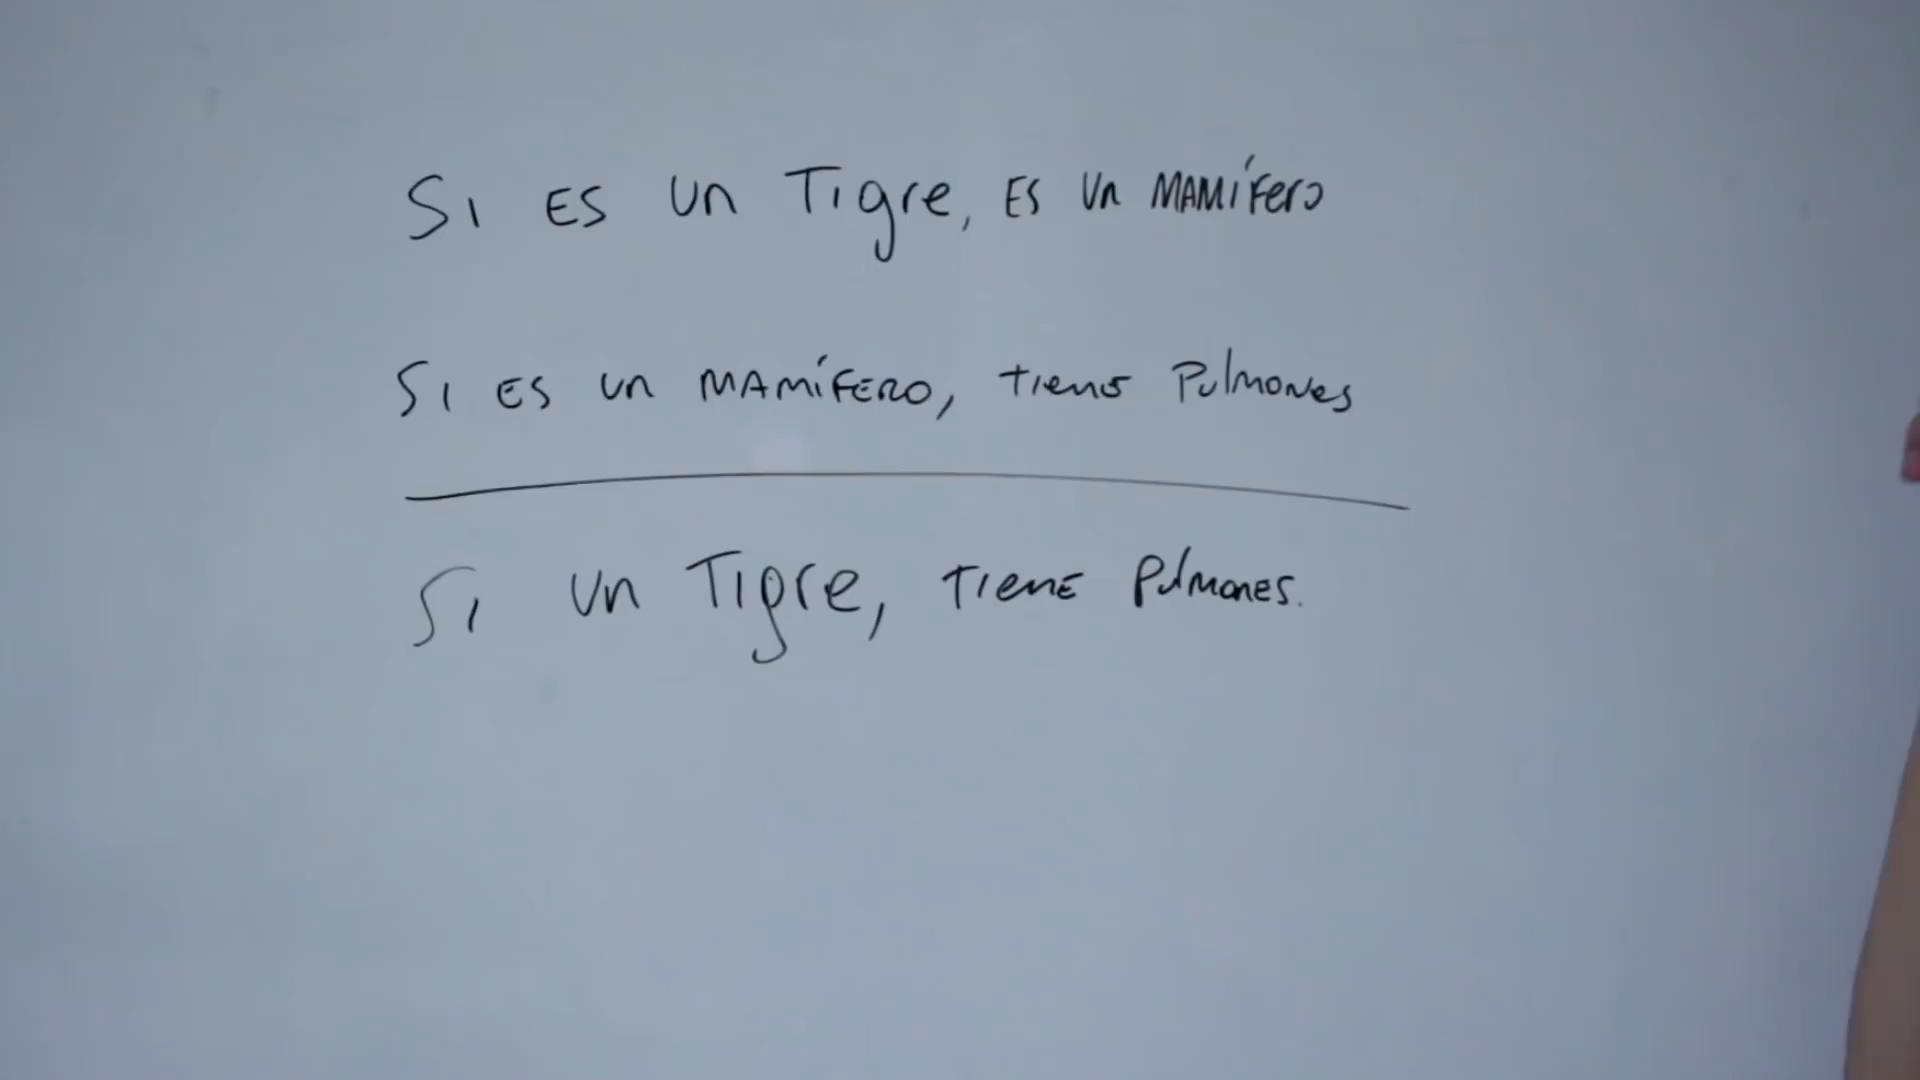 Si es un Tigre, es un mamífero
Si es un mamífero, tiene pulmones
Si un Tigre, tiene pulmones.